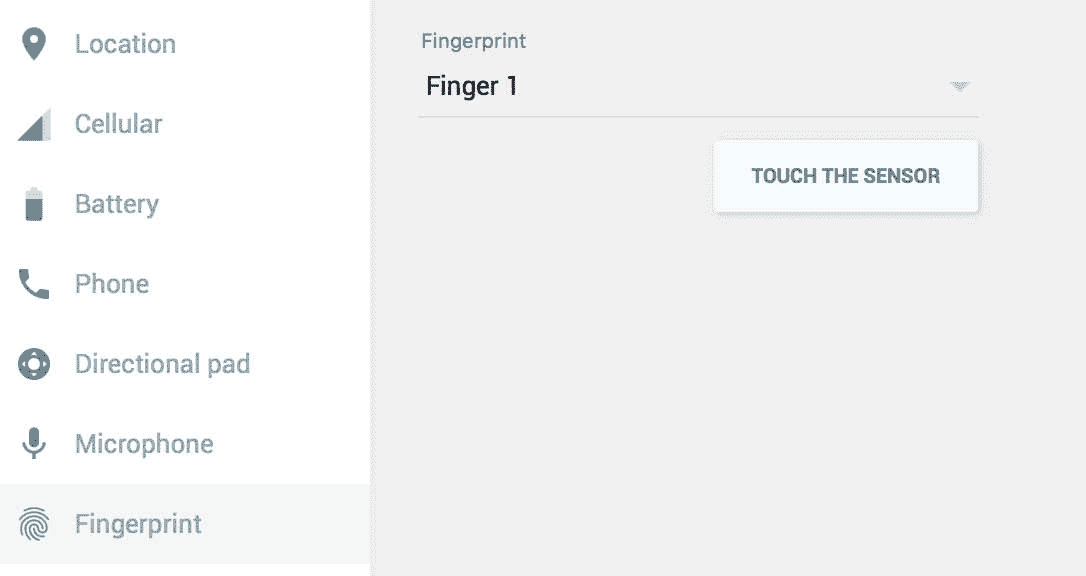 Location
Cellular
Battery
Phone
Directional pad
Microphone
Fingerprint
Fingerprint
Finger 1
TOUCH THE SENSOR